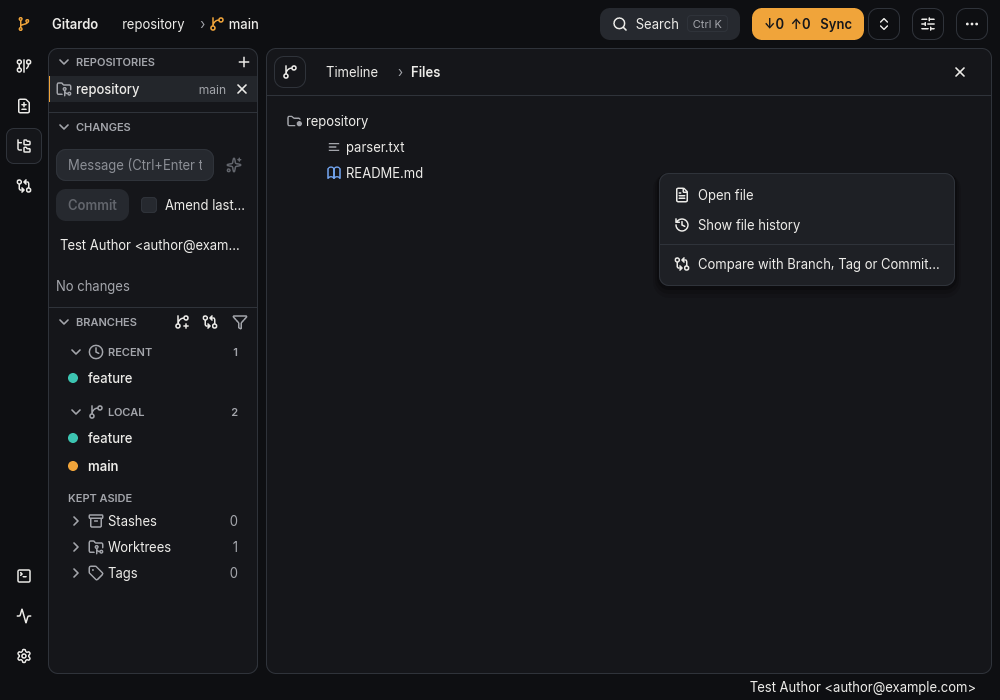 Gitardo
repository › main
Search Ctrl K
↓0 ↑0 Sync
REPOSITORIES
repository main
CHANGES
Message (Ctrl+Enter t
Commit
Amend last...
Test Author <author@exam...
No changes
BRANCHES
RECENT 1
feature
LOCAL 2
feature
main
KEPT ASIDE
Stashes 0
Worktrees 1
Tags 0
Timeline › Files
repository
parser.txt
README.md
Open file
Show file history
Compare with Branch, Tag or Commit...
Test Author <author@example.com>